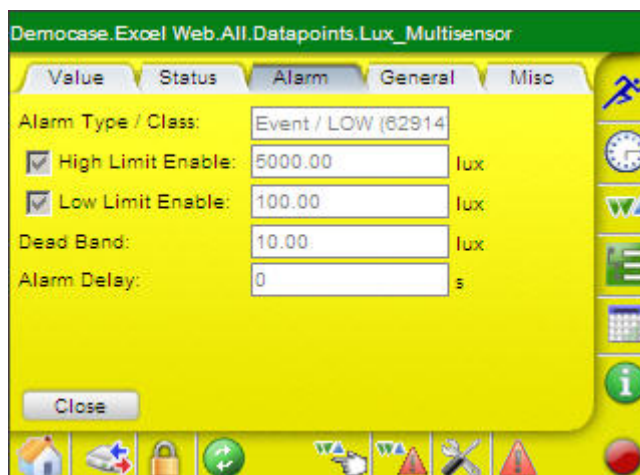 Democase.Excel Web.All.Datapoints.Lux_Multisensor
Value Status Alarm General Misc
Alarm Type / Class: Event / LOW (62914
High Limit Enable: 5000.00 lux
Low Limit Enable: 100.00 lux
Dead Band: 10.00 lux
Alarm Delay: 0 s
Close